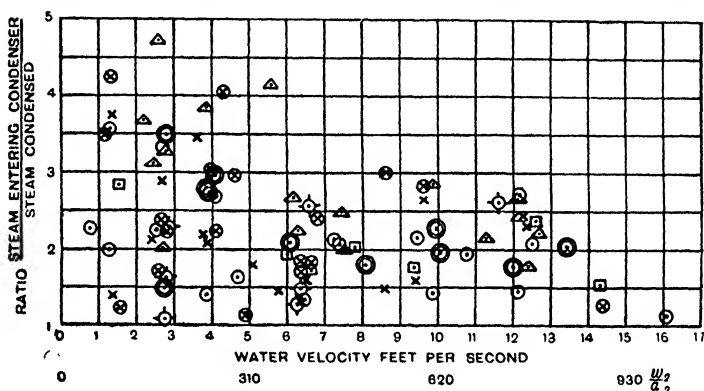 RATIO STEAM ENTERING CONDENSER
STEAM CONDENSED
5
4
3
2
1
0 1 2 3 4 5 6 7 8 9 10 11 12 13 14 15 16 17
WATER VELOCITY FEET PER SECOND
0 310 620 930 w₂
a₂